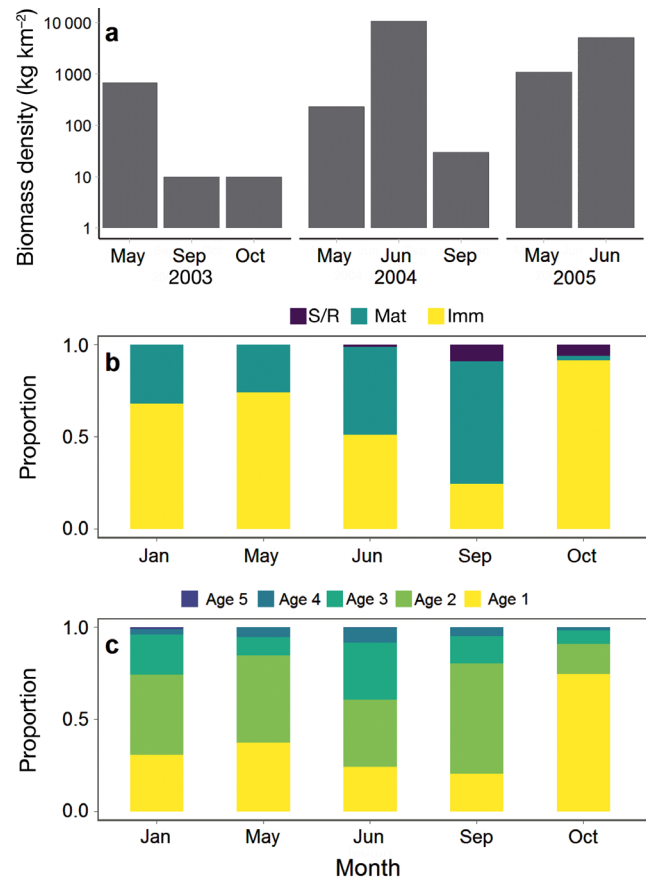 a
Biomass density (kg km⁻²)
10 000
1000
100
10
1
May Sep Oct May Jun Sep May Jun
2003 2004 2005
S/R Mat Imm
b
Proportion
1.0
0.5
0.0
Jan May Jun Sep Oct
Age 5 Age 4 Age 3 Age 2 Age 1
c
Proportion
1.0
0.5
0.0
Jan May Jun Sep Oct
Month